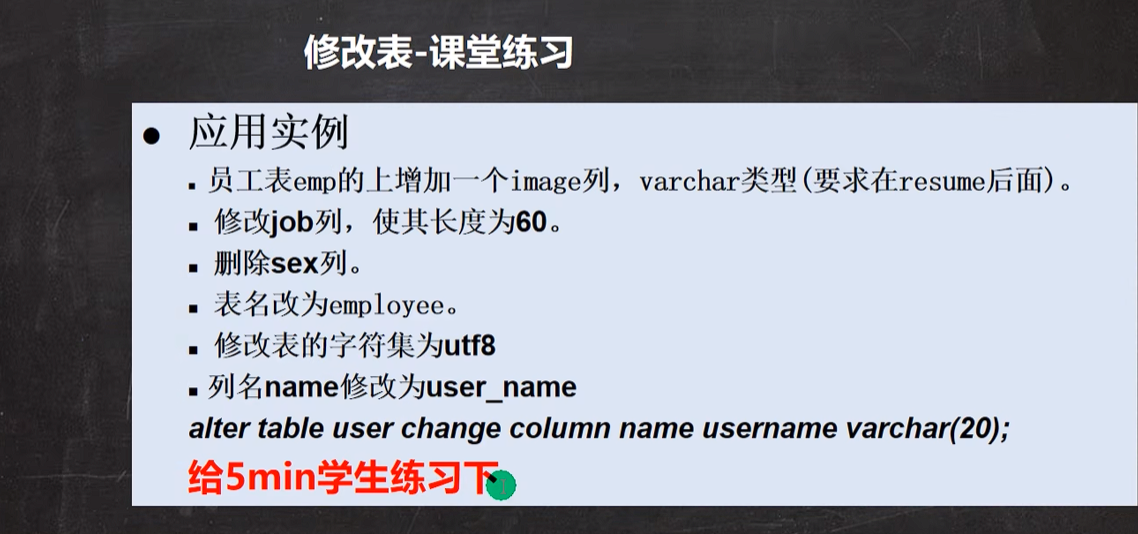 修改表-课堂练习
● 应用实例
▪ 员工表emp的上增加一个image列，varchar类型(要求在resume后面)。
▪ 修改job列，使其长度为60。
▪ 删除sex列。
▪ 表名改为employee。
▪ 修改表的字符集为utf8
▪ 列名name修改为user_name
alter table user change column name username varchar(20);
给5min学生练习下